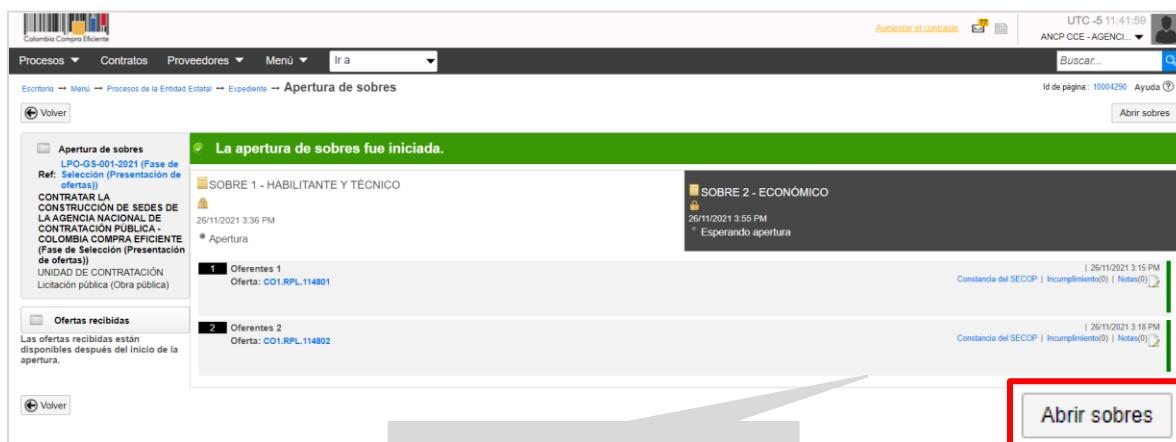 Colombia Compra Eficiente
Aumentar el contraste
77
UTC -5 11:41:59
ANCP CCE - AGENCI...
Procesos Contratos Proveedores Menú Ir a Buscar...
Escritorio → Menú → Procesos de la Entidad Estatal → Expediente → Apertura de sobres
Id de página:: 10004290 Ayuda
Volver
Abrir sobres
Apertura de sobres
Ref: LPO-GS-001-2021 (Fase de
Selección (Presentación de
ofertas))
CONTRATAR LA
CONSTRUCCIÓN DE SEDES DE
LA AGENCIA NACIONAL DE
CONTRATACIÓN PÚBLICA -
COLOMBIA COMPRA EFICIENTE
(Fase de Selección (Presentación
de ofertas))
UNIDAD DE CONTRATACIÓN
Licitación pública (Obra pública)
Ofertas recibidas
Las ofertas recibidas están
disponibles después del inicio de la
apertura.
La apertura de sobres fue iniciada.
SOBRE 1 - HABILITANTE Y TÉCNICO
26/11/2021 3:36 PM
Apertura
SOBRE 2 - ECONÓMICO
26/11/2021 3:55 PM
Esperando apertura
1 Oferentes 1 | 26/11/2021 3:15 PM
Oferta: CO1.RPL.114801 Constancia del SECOP | Incumplimiento(0) | Notas(0)
2 Oferentes 2 | 26/11/2021 3:18 PM
Oferta: CO1.RPL.114802 Constancia del SECOP | Incumplimiento(0) | Notas(0)
Volver
Abrir sobres